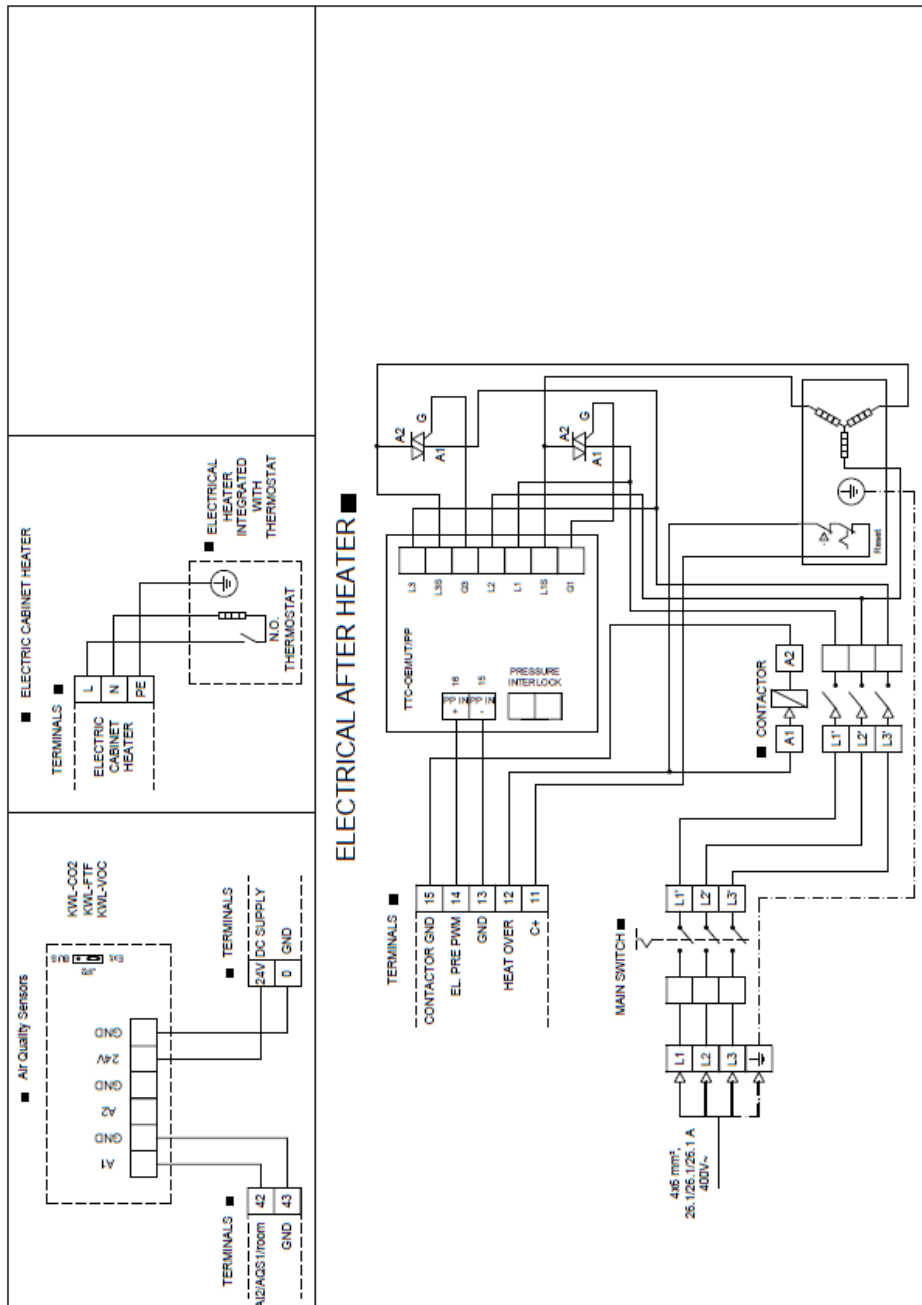 Air Quality Sensors
KWL-CO2
KWL-FTF
KWL-VOC
BUS
Ext
A1
GND
A2
GND
24V
GND
TERMINALS
AI2/AQS1/room
42
GND
43
TERMINALS
24V DC SUPPLY
0
GND
ELECTRIC CABINET HEATER
TERMINALS
ELECTRIC
CABINET
HEATER
L
N
PE
ELECTRICAL
HEATER
INTEGRATED
WITH
THERMOSTAT
N.O.
THERMOSTAT
ELECTRICAL AFTER HEATER
TERMINALS
CONTACTOR GND
15
EL. PRE PWM
14
GND
13
HEAT OVER
12
C+
11
TTC-OEMUT/PP
PP IN
+
16
PP IN
-
15
PRESSURE
INTERLOCK
L3
L3S
G3
L2
L1
L1S
G1
A2
G
A1
A2
G
A1
Reset
CONTACTOR
A1
A2
L1'
L2'
L3'
MAIN SWITCH
L1'
L2'
L3'
L1
L2
L3
4x6 mm²,
26.1/26.1/26.1 A
400V~